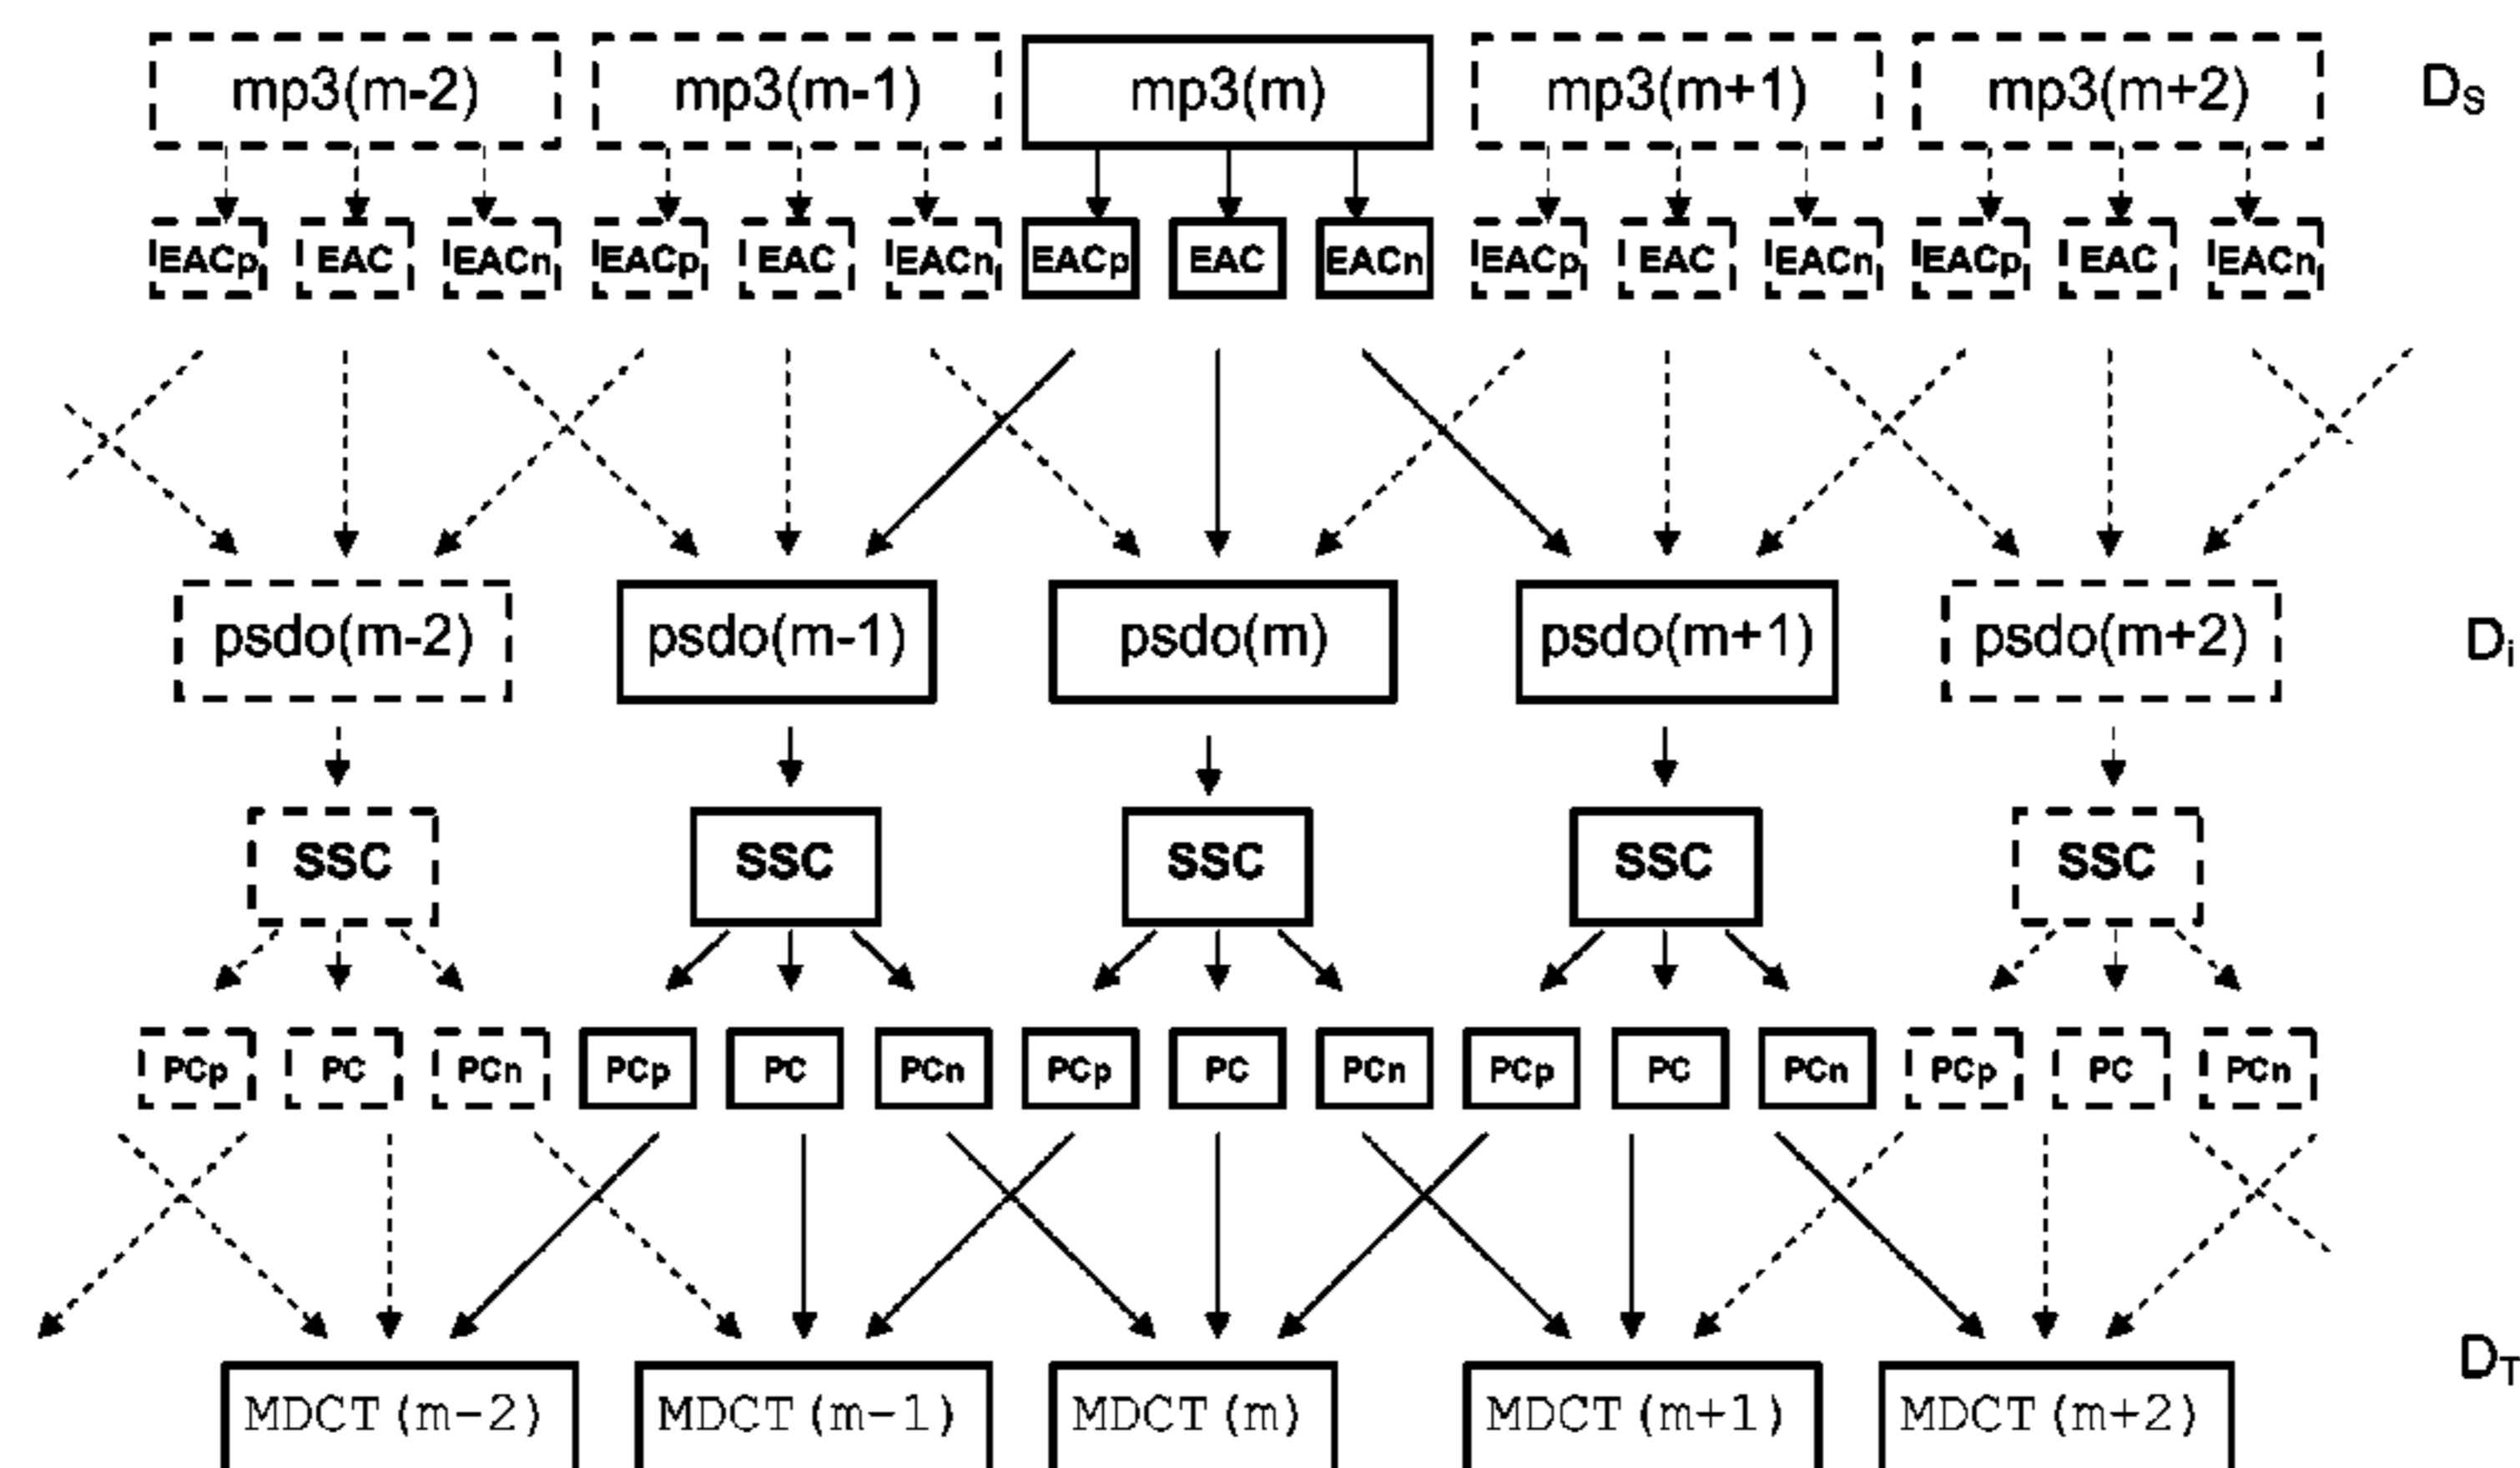 mp3(m-2) mp3(m-1) mp3(m) mp3(m+1) mp3(m+2) DS
EACp EAC EACn EACp EAC EACn EACp EAC EACn EACp EAC EACn EACp EAC EACn
psdo(m-2) psdo(m-1) psdo(m) psdo(m+1) psdo(m+2) Di
SSC SSC SSC SSC SSC
PCp PC PCn PCp PC PCn PCp PC PCn PCp PC PCn PCp PC PCn
DT
MDCT(m-2) MDCT(m-1) MDCT(m) MDCT(m+1) MDCT(m+2)